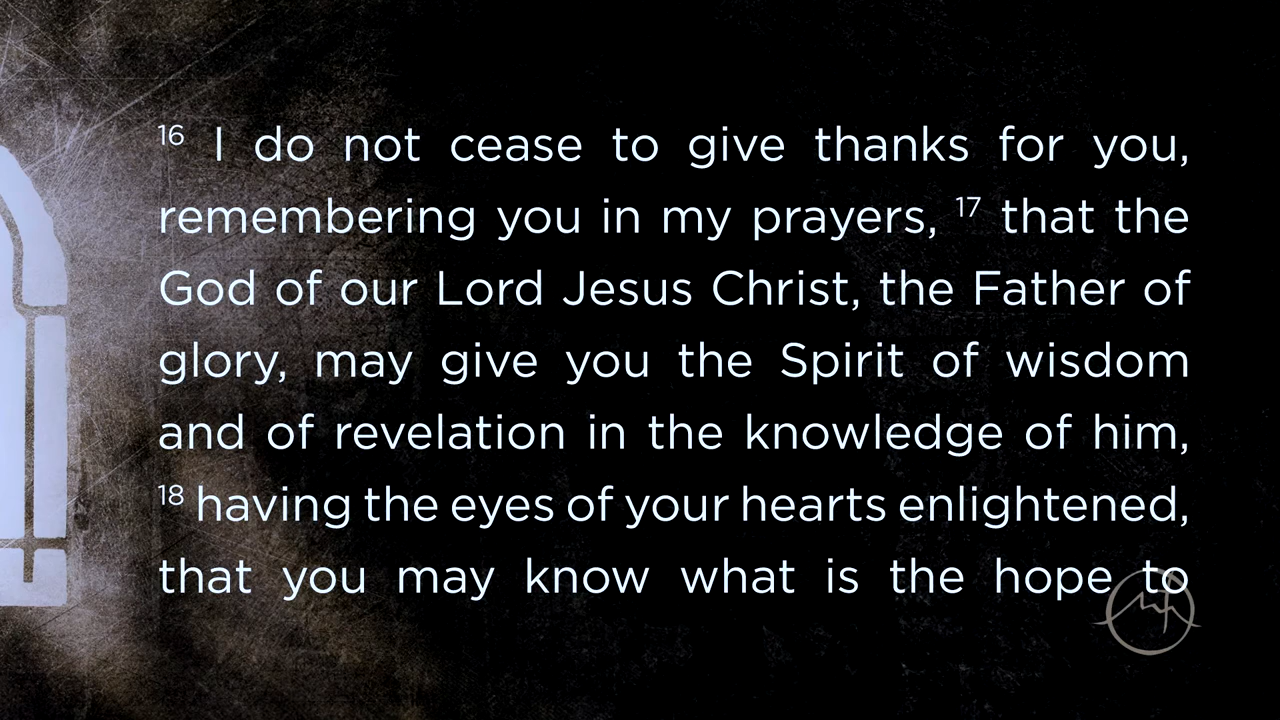 16 I do not cease to give thanks for you,
remembering you in my prayers, 17 that the
God of our Lord Jesus Christ, the Father of
glory, may give you the Spirit of wisdom
and of revelation in the knowledge of him,
18 having the eyes of your hearts enlightened,
that you may know what is the hope to